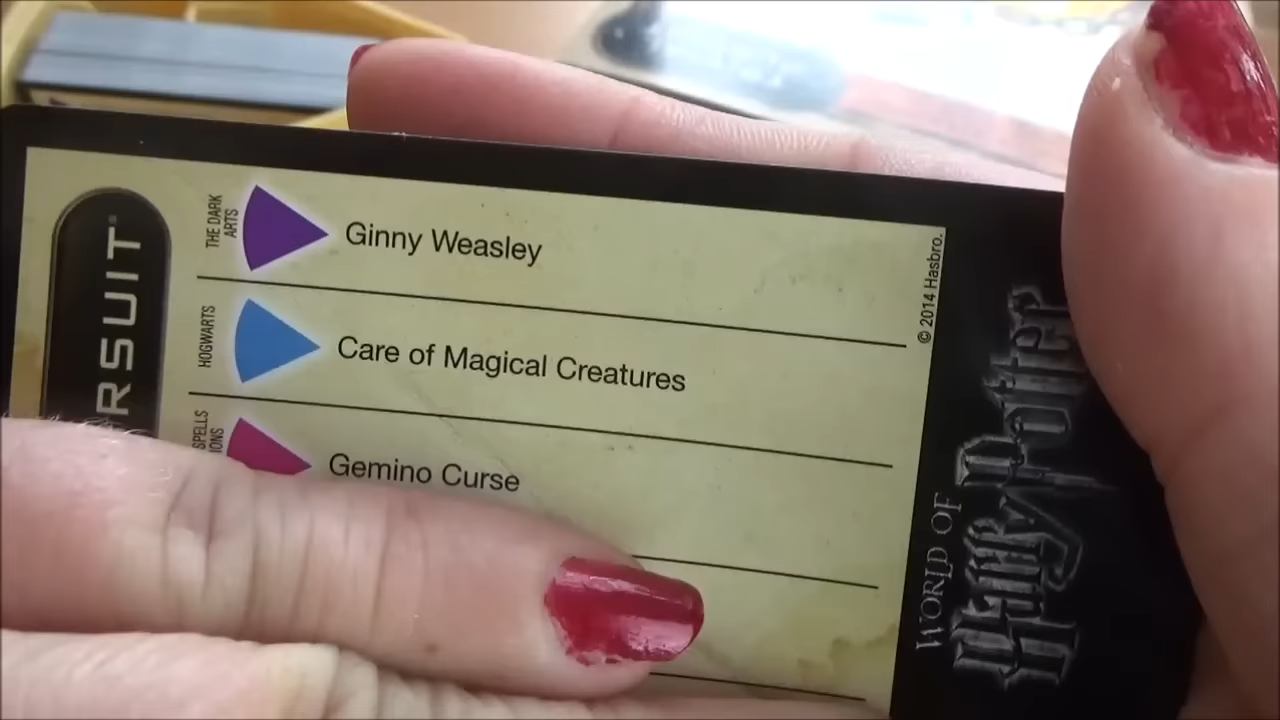 RSUIT®
THE DARK
ARTS
Ginny Weasley
HOGWARTS
Care of Magical Creatures
SPELLS
IONS
Gemino Curse
© 2014 Hasbro.
WORLD OF
Harry Potter